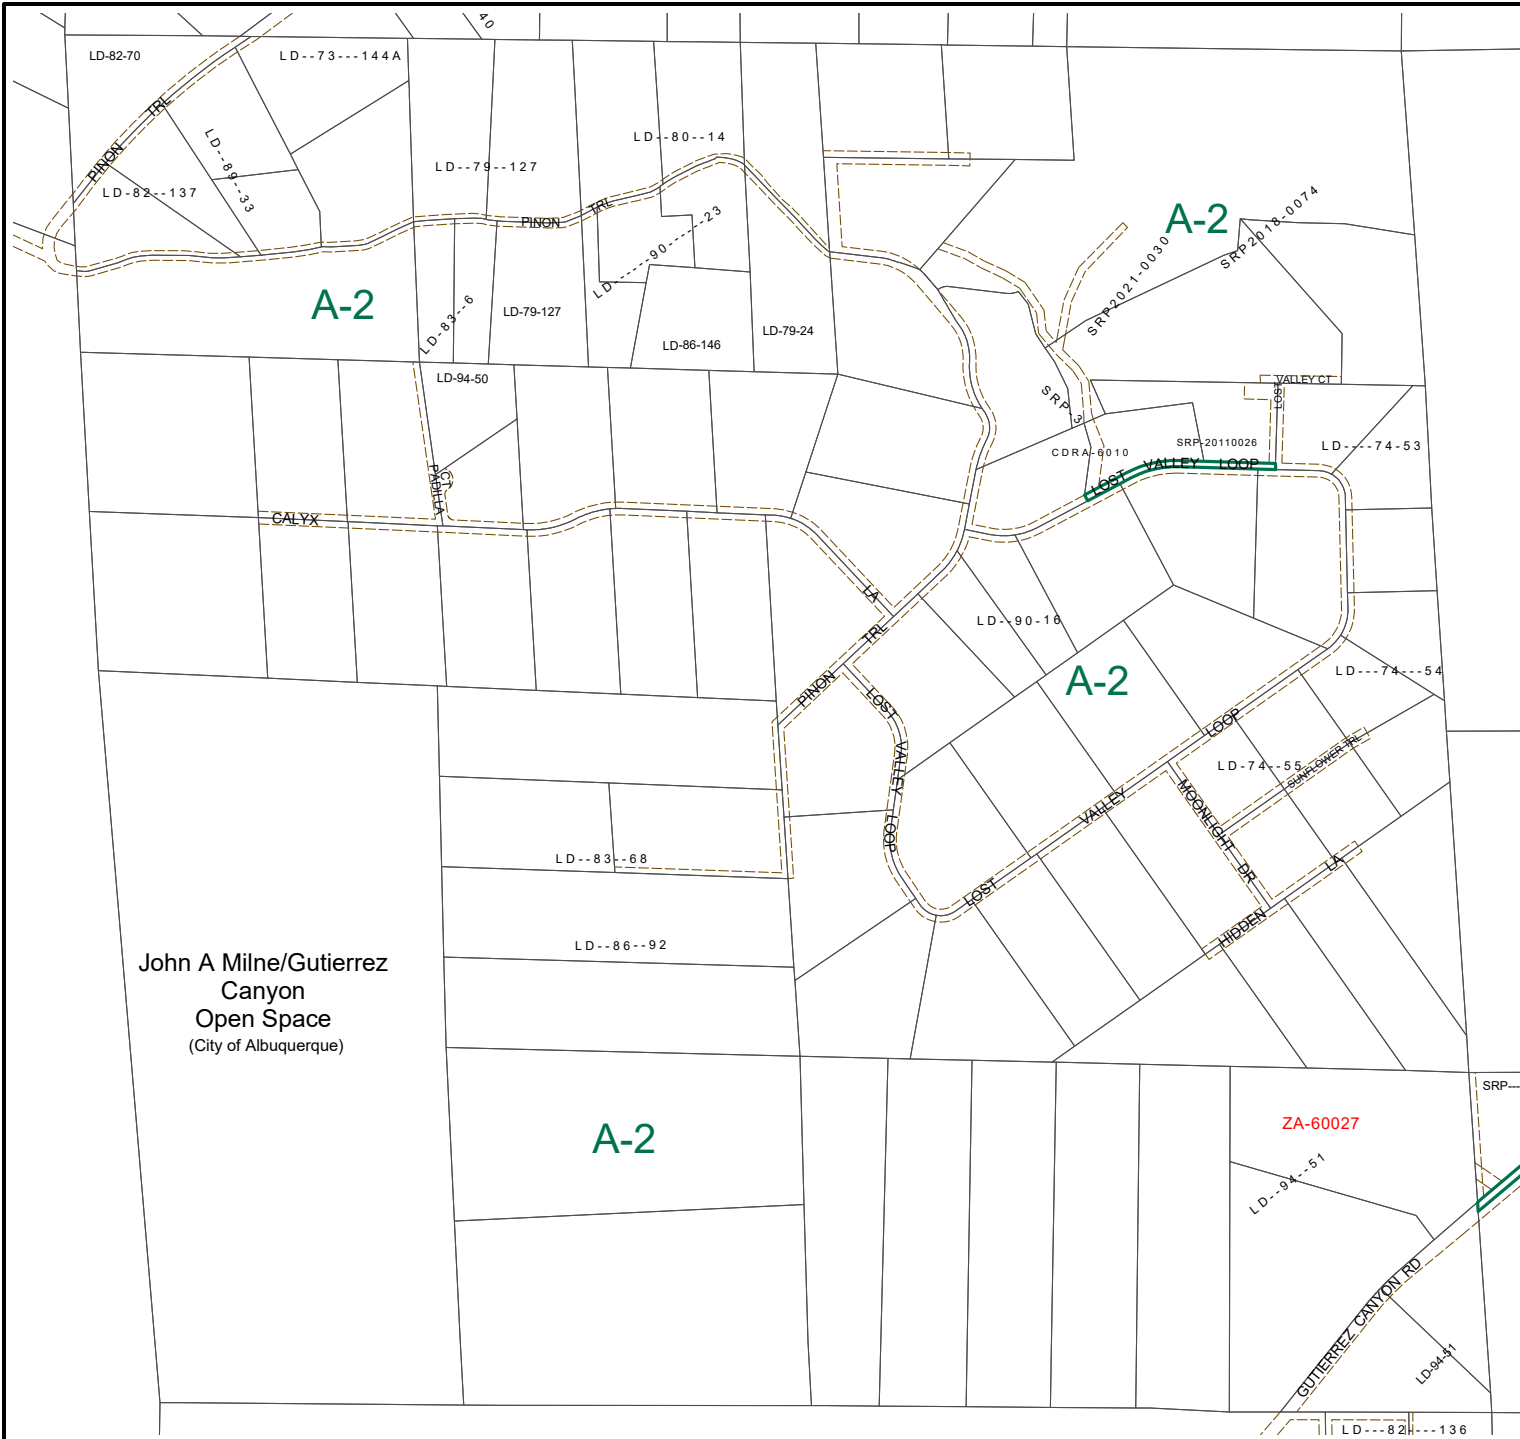 40
LD-82-70
LD--73---144A
PINON TRL
LD--89--33
LD--82--137
LD--79--127
LD--80--14
PINON TRL
LD------90------23
A-2
SRP2021-0030
SRP2018-0074
A-2
LD--83--6
LD-79-127
LD-86-146
LD-79-24
LD-94-50
SRP-3
LOST
VALLEY CT
CDRA-6010
SRP-20110026
LD----74-53
LOST VALLEY LOOP
PADILLA
CT
CALYX
LA
PINON TRL
LD--90-16
A-2
LD---74---54
LOST VALLEY LOOP
LOST VALLEY LOOP
LD-74--55
SUNFLOWER TRL
MOONLIGHT DR
HIDDEN LA
LD--83--68
LD--86--92
John A Milne/Gutierrez
Canyon
Open Space
(City of Albuquerque)
A-2
SRP---
ZA-60027
LD--94--51
GUTIERREZ CANYON RD
LD-94-51
LD---82----136